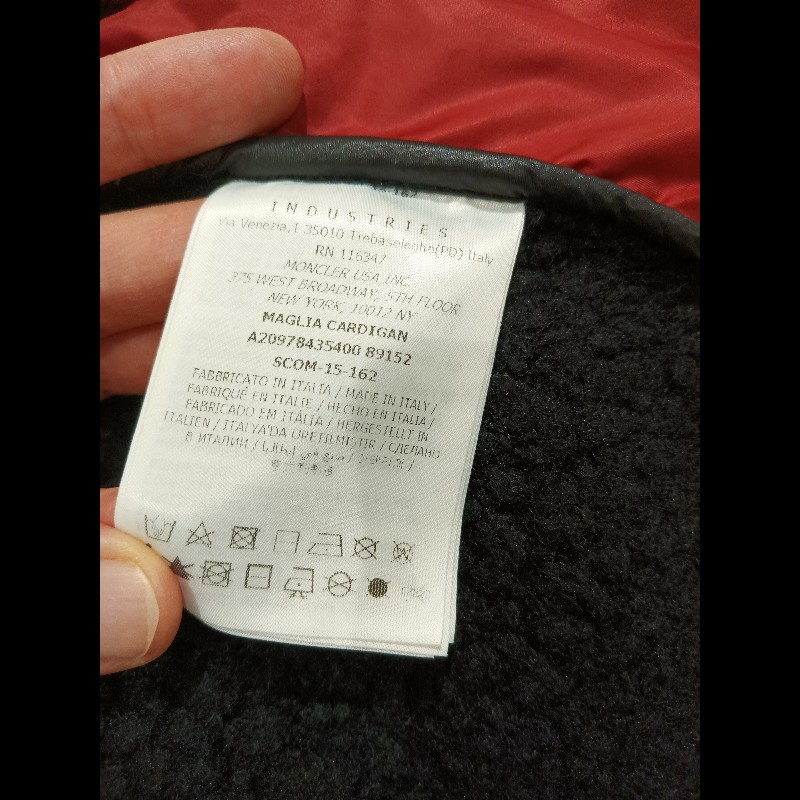 INDUSTRIES
Via Venezia,1 35010 Trebaseleghe(PD) Italy
RN 116347
MONCLER USA INC
375 WEST BROADWAY, 5TH FLOOR
NEW YORK, 10012 NY
MAGLIA CARDIGAN
A20978435400 89152
SCOM-15-162
FABBRICATO IN ITALIA / MADE IN ITALY /
FABRIQUÉ EN ITALIE / HECHO EN ITALIA /
FABRICADO EM ITÁLIA / HERGESTELLT IN
ITALIEN / ITALYA'DA ÜRETILMIŞTIR / СДЕЛАНО
В ИТАЛИИ /